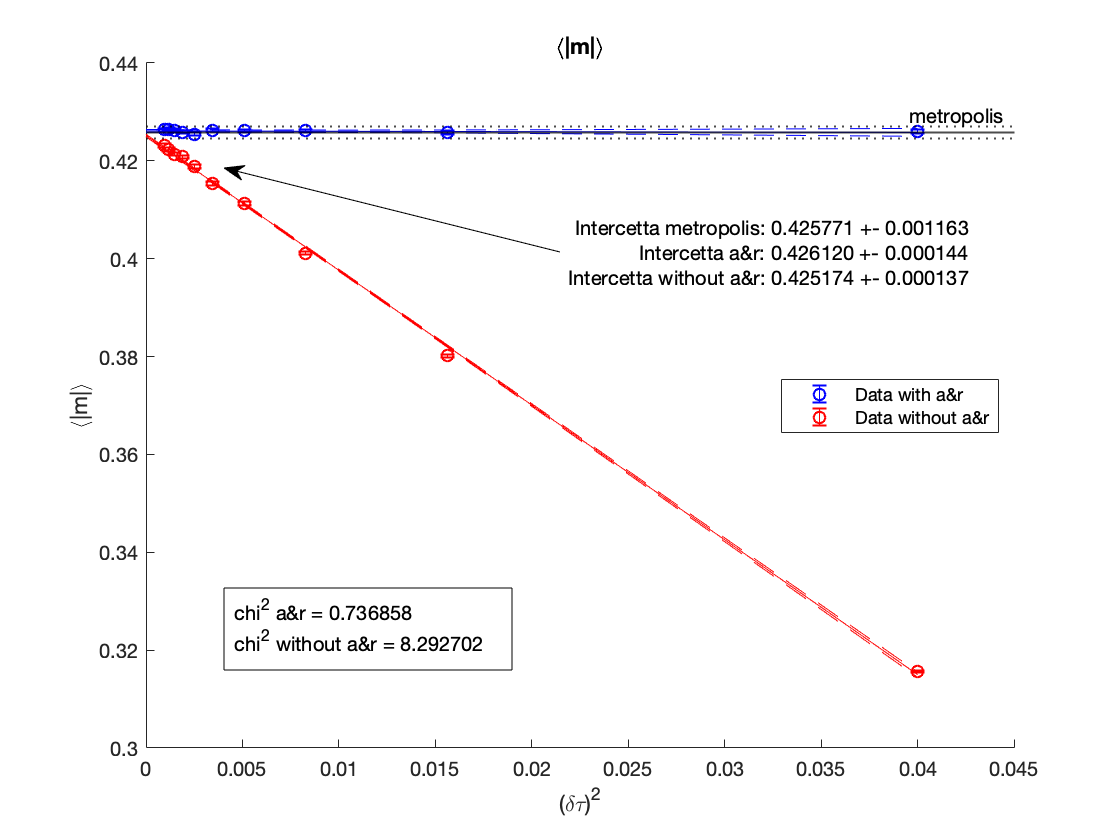 ⟨|m|⟩
0.44
0.42
0.4
0.38
0.36
0.34
0.32
0.3
⟨|m|⟩
metropolis
Intercetta metropolis: 0.425771 +- 0.001163
Intercetta a&r: 0.426120 +- 0.000144
Intercetta without a&r: 0.425174 +- 0.000137
Data with a&r
Data without a&r
chi² a&r = 0.736858
chi² without a&r = 8.292702
0 0.005 0.01 0.015 0.02 0.025 0.03 0.035 0.04 0.045
(δτ)²